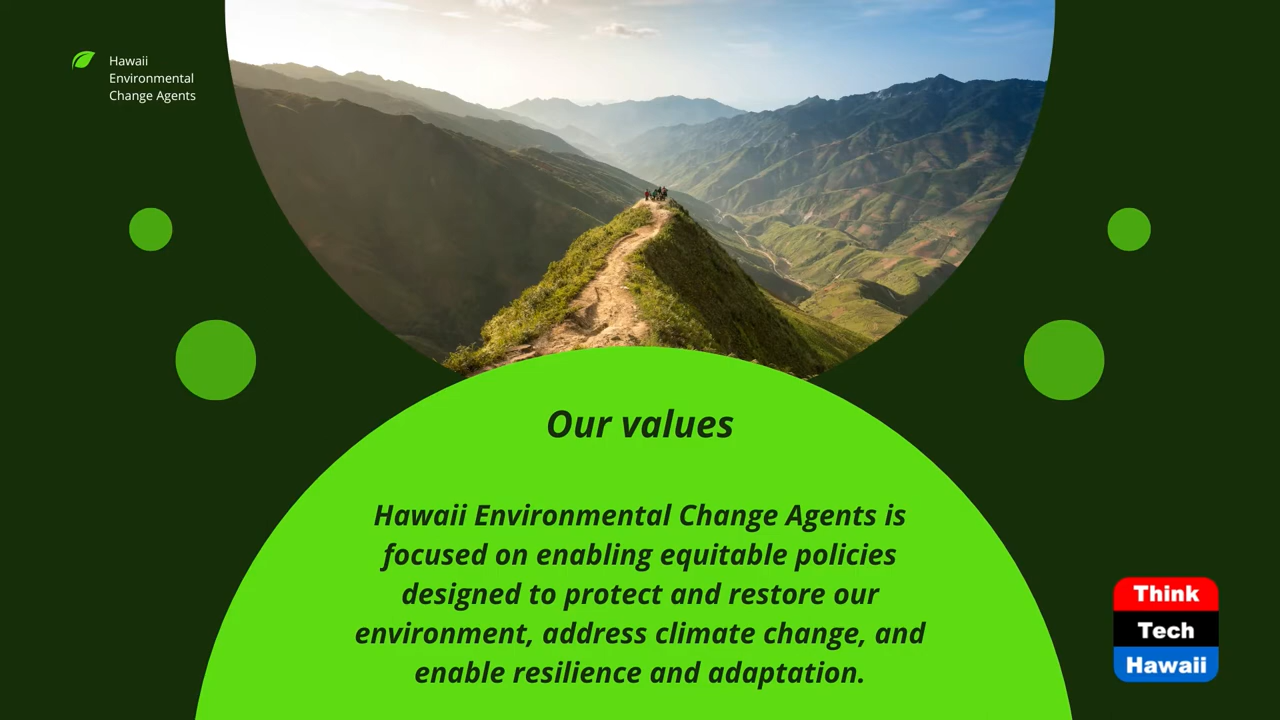 Hawaii
Environmental
Change Agents
Our values
Hawaii Environmental Change Agents is
focused on enabling equitable policies
designed to protect and restore our
environment, address climate change, and
enable resilience and adaptation.
Think
Tech
Hawaii